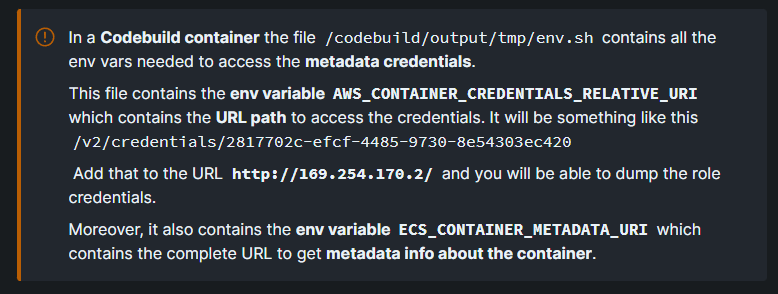 In a Codebuild container the file /codebuild/output/tmp/env.sh contains all the
env vars needed to access the metadata credentials.
This file contains the env variable AWS_CONTAINER_CREDENTIALS_RELATIVE_URI
which contains the URL path to access the credentials. It will be something like this
/v2/credentials/2817702c-efcf-4485-9730-8e54303ec420
Add that to the URL http://169.254.170.2/ and you will be able to dump the role
credentials.
Moreover, it also contains the env variable ECS_CONTAINER_METADATA_URI which
contains the complete URL to get metadata info about the container.